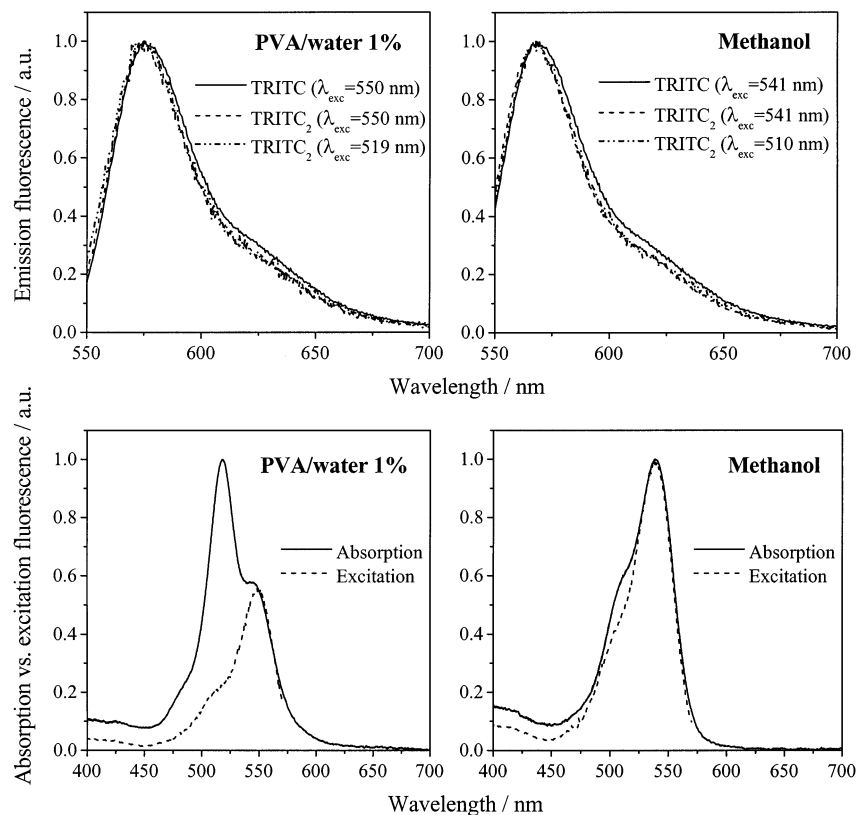 Emission fluorescence / a.u.
1.0
0.8
0.6
0.4
0.2
0.0
PVA/water 1%
TRITC (λexc=550 nm)
TRITC2 (λexc=550 nm)
TRITC2 (λexc=519 nm)
550 600 650 700
1.0
0.8
0.6
0.4
0.2
0.0
Methanol
TRITC (λexc=541 nm)
TRITC2 (λexc=541 nm)
TRITC2 (λexc=510 nm)
550 600 650 700
Wavelength / nm
Absorption vs. excitation fluorescence / a.u.
1.0
0.8
0.6
0.4
0.2
0.0
PVA/water 1%
Absorption
Excitation
400 450 500 550 600 650 700
1.0
0.8
0.6
0.4
0.2
0.0
Methanol
Absorption
Excitation
400 450 500 550 600 650 700
Wavelength / nm